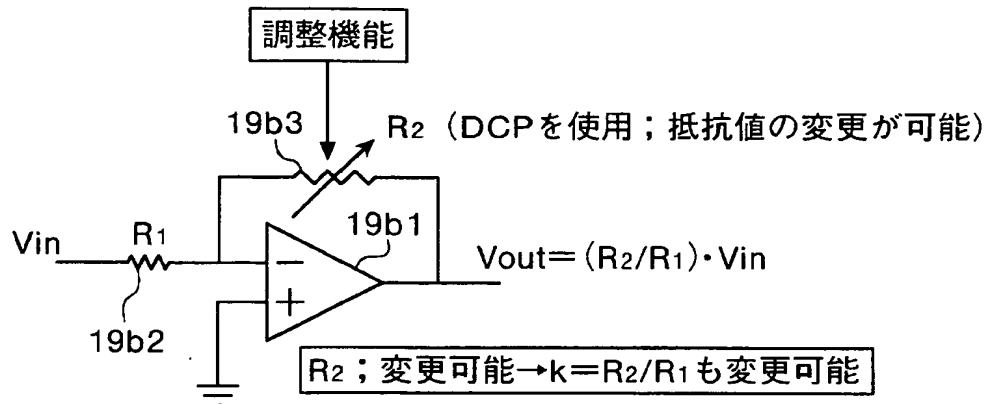 調整機能
19b3
R2（DCPを使用；抵抗値の変更が可能）
19b1
Vin
R1
Vout＝(R2/R1)・Vin
−
+
19b2
R2；変更可能→k＝R2/R1も変更可能